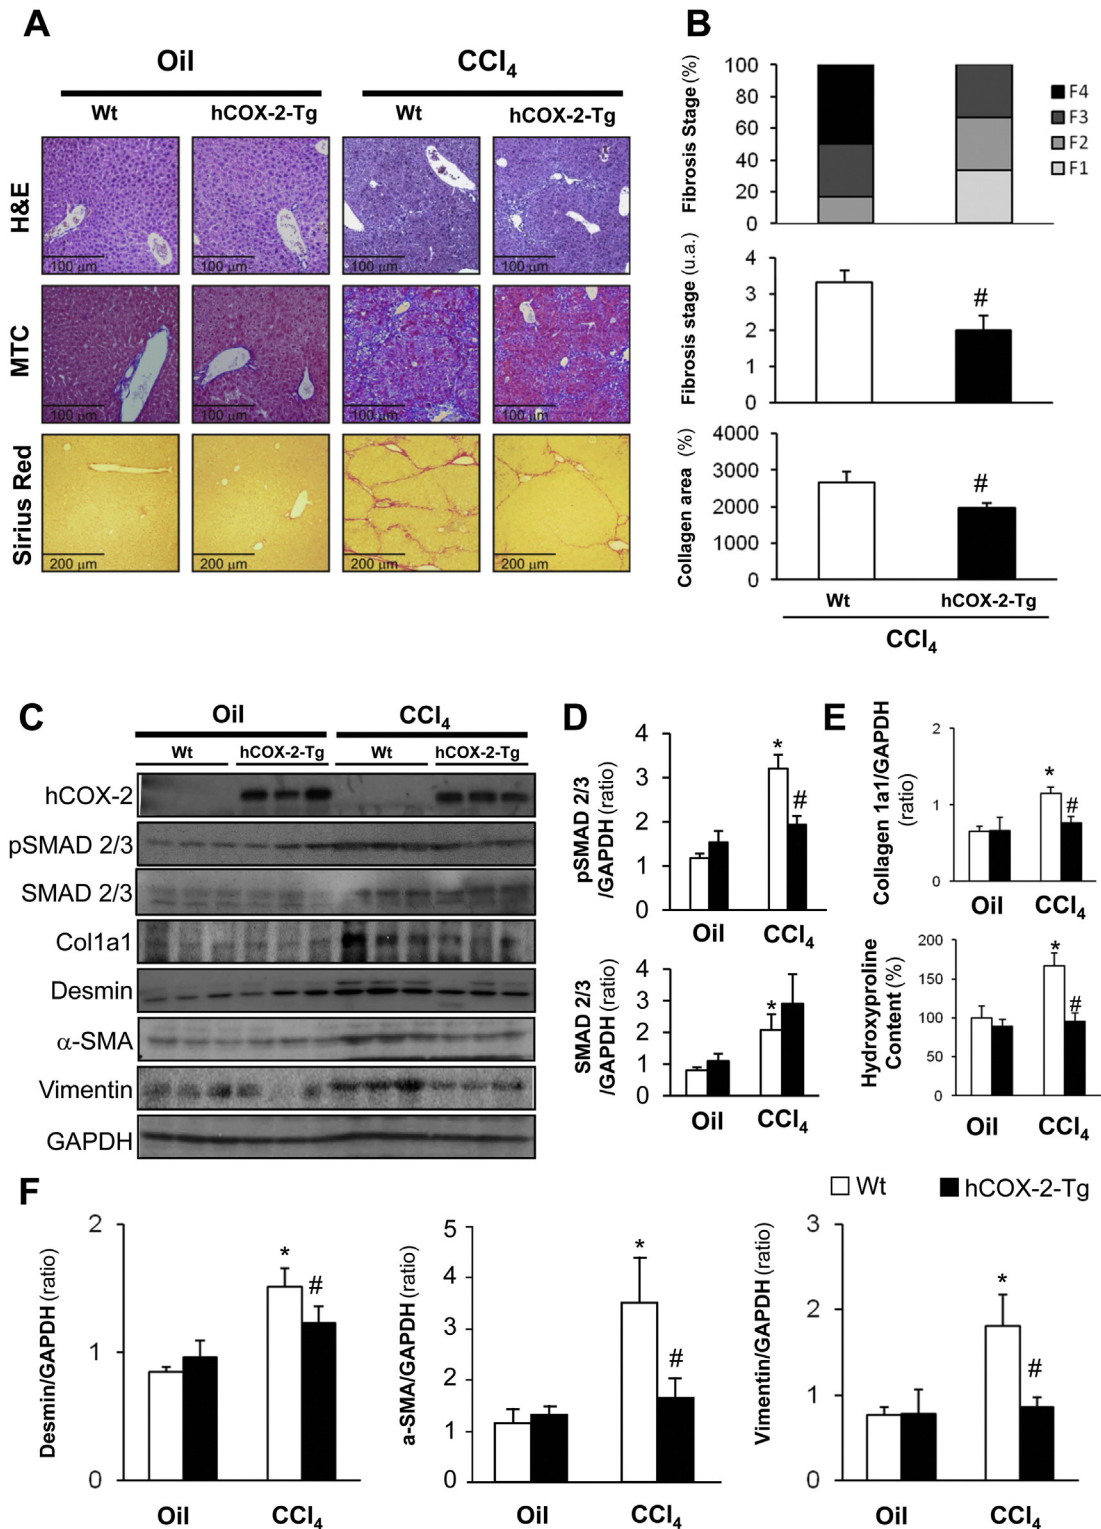 A
Oil
CCl4
Wt
hCOX-2-Tg
Wt
hCOX-2-Tg
H&E
100 μm
100 μm
100 μm
100 μm
MTC
100 μm
100 μm
100 μm
100 μm
Sirius Red
200 μm
200 μm
200 μm
200 μm
B
Fibrosis Stage (%)
100
80
60
40
20
0
F4
F3
F2
F1
Fibrosis stage (u.a.)
4
3
2
1
0
#
Collagen area (%)
4000
3000
2000
1000
0
#
Wt
hCOX-2-Tg
CCl4
C
Oil
CCl4
Wt
hCOX-2-Tg
Wt
hCOX-2-Tg
hCOX-2
pSMAD 2/3
SMAD 2/3
Col1a1
Desmin
α-SMA
Vimentin
GAPDH
D
pSMAD 2/3
/GAPDH (ratio)
4
3
2
1
0
*
#
Oil
CCl4
SMAD 2/3
/GAPDH (ratio)
4
3
2
1
0
*
Oil
CCl4
E
Collagen 1a1/GAPDH
(ratio)
2
1
0
*
#
Oil
CCl4
Hydroxyproline
Content (%)
200
150
100
50
0
*
#
Oil
CCl4
Wt
hCOX-2-Tg
F
Desmin/GAPDH (ratio)
2
1
0
*
#
Oil
CCl4
a-SMA/GAPDH (ratio)
5
4
3
2
1
0
*
#
Oil
CCl4
Vimentin/GAPDH (ratio)
3
2
1
0
*
#
Oil
CCl4